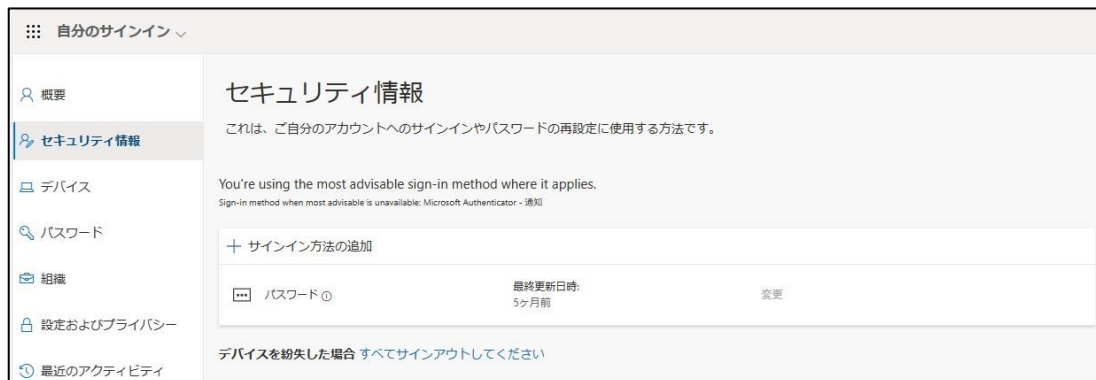 自分のサインイン
概要
セキュリティ情報
デバイス
パスワード
組織
設定およびプライバシー
最近のアクティビティ
セキュリティ情報
これは、ご自分のアカウントへのサインインやパスワードの再設定に使用する方法です。
You're using the most advisable sign-in method where it applies.
Sign-in method when most advisable is unavailable: Microsoft Authenticator - 通知
+ サインイン方法の追加
パスワード
最終更新日時:
5ヶ月前
変更
デバイスを紛失した場合 すべてサインアウトしてください